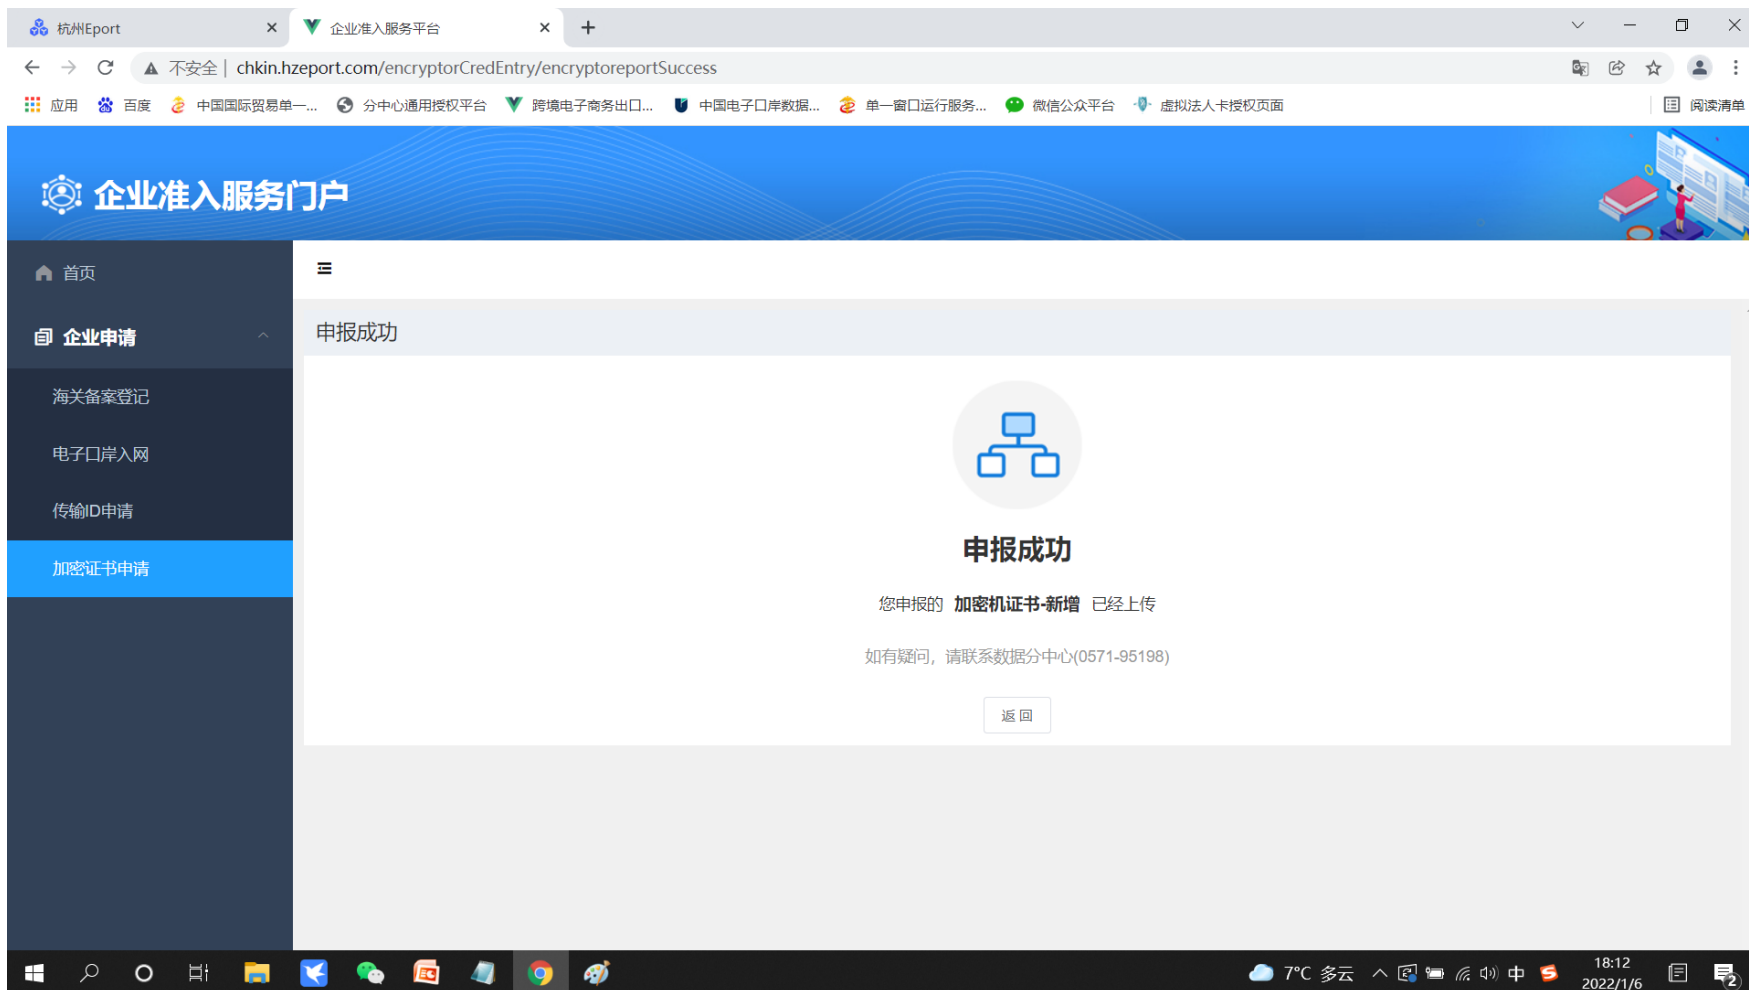 杭州Eport
企业准入服务平台
不安全 | chkin.hzeport.com/encryptorCredEntry/encryptoreportSuccess
应用 百度 中国国际贸易单一... 分中心通用授权平台 跨境电子商务出口... 中国电子口岸数据... 单一窗口运行服务... 微信公众平台 虚拟法人卡授权页面 阅读清单
企业准入服务门户
首页
企业申请
海关备案登记
电子口岸入网
传输ID申请
加密证书申请
申报成功
申报成功
您申报的 加密机证书-新增 已经上传
如有疑问，请联系数据分中心(0571-95198)
返回
7°C 多云 中 18:12
2022/1/6
2